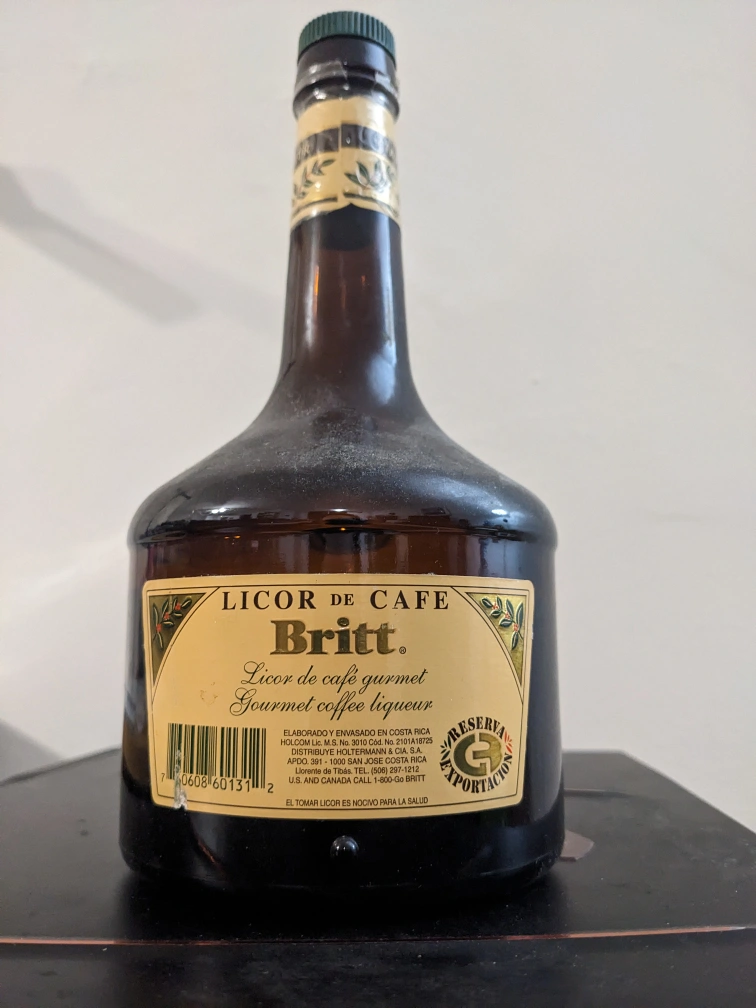 LICOR DE CAFE
Britt®
Licor de café gurmet
Gourmet coffee liqueur
ELABORADO Y ENVASADO EN COSTA RICA
HOLCOM Lic. M.S. No. 3010 Cód. No. 2101A18725
DISTRIBUYE HOLTERMANN & CIA. S.A.
APDO. 391 - 1000 SAN JOSE COSTA RICA
Llorente de Tibás. TEL. (506) 297-1212
U.S. AND CANADA CALL 1-800-Go BRITT
RESERVA
EXPORTACION
7 60131 2
EL TOMAR LICOR ES NOCIVO PARA LA SALUD